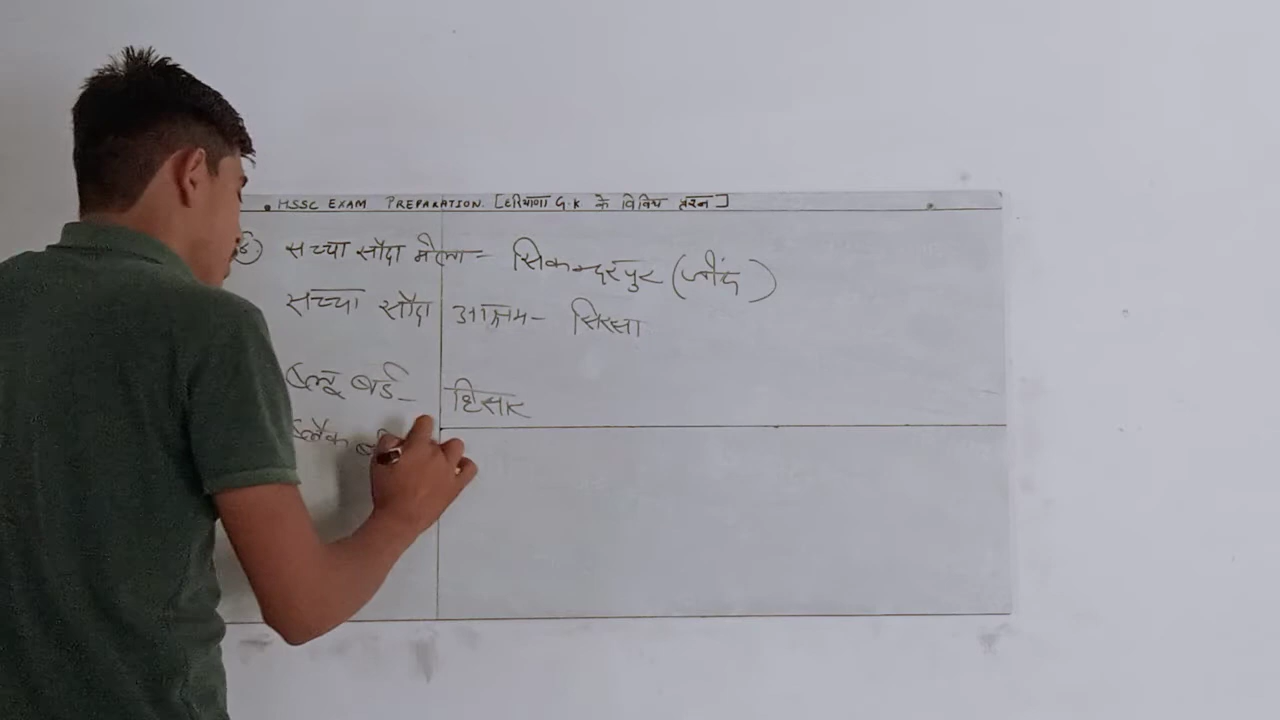 • HSSC EXAM PREPARATION. [हरियाणा G.K के विविध प्रश्न]
सच्चा सौदा मेला - सिकन्दरपुर (जींद)
सच्चा सौदा आश्रम - सिरसा
ब्लू बर्ड - हिसार
ब्लैक